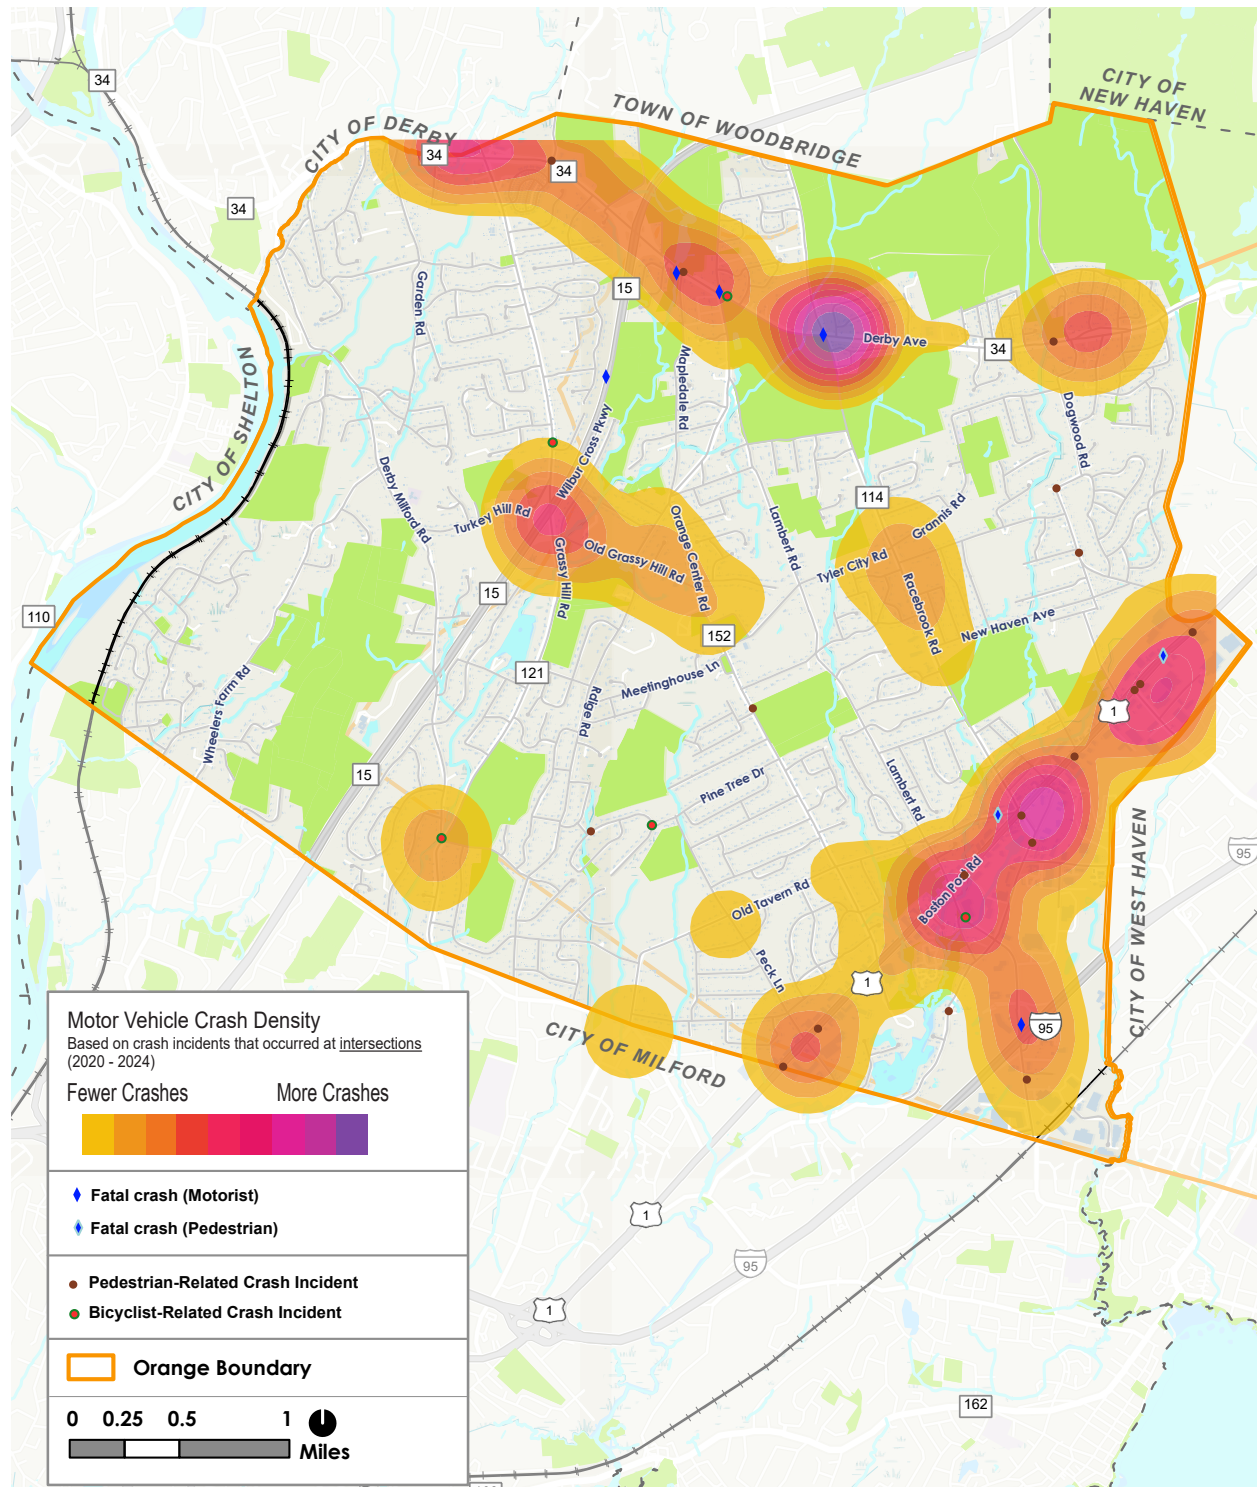 CITY OF
NEW HAVEN
34
TOWN OF WOODBRIDGE
CITY OF DERBY
34
34
34
15
Garden Rd
Derby Ave
34
Mapledale Rd
CITY OF SHELTON
Wilbur Cross Pkwy
Dogwood Rd
Derby Milford Rd
114
Turkey Hill Rd
Grannis Rd
Orange Center Rd
Lambert Rd
Old Grassy Hill Rd
Grassy Hill Rd
Tyler City Rd
15
Racebrook Rd
110
New Haven Ave
152
121
Meetinghouse Ln
Wheelers Farm Rd
Ridge Rd
1
15
Pine Tree Dr
Lambert Rd
95
CITY OF WEST HAVEN
Boston Post Rd
Old Tavern Rd
Peck Ln
1
95
CITY OF MILFORD
Motor Vehicle Crash Density
Based on crash incidents that occurred at intersections
(2020 - 2024)
Fewer Crashes More Crashes
Fatal crash (Motorist)
Fatal crash (Pedestrian)
1
95
Pedestrian-Related Crash Incident
Bicyclist-Related Crash Incident
1
Orange Boundary
162
0 0.25 0.5 1
Miles